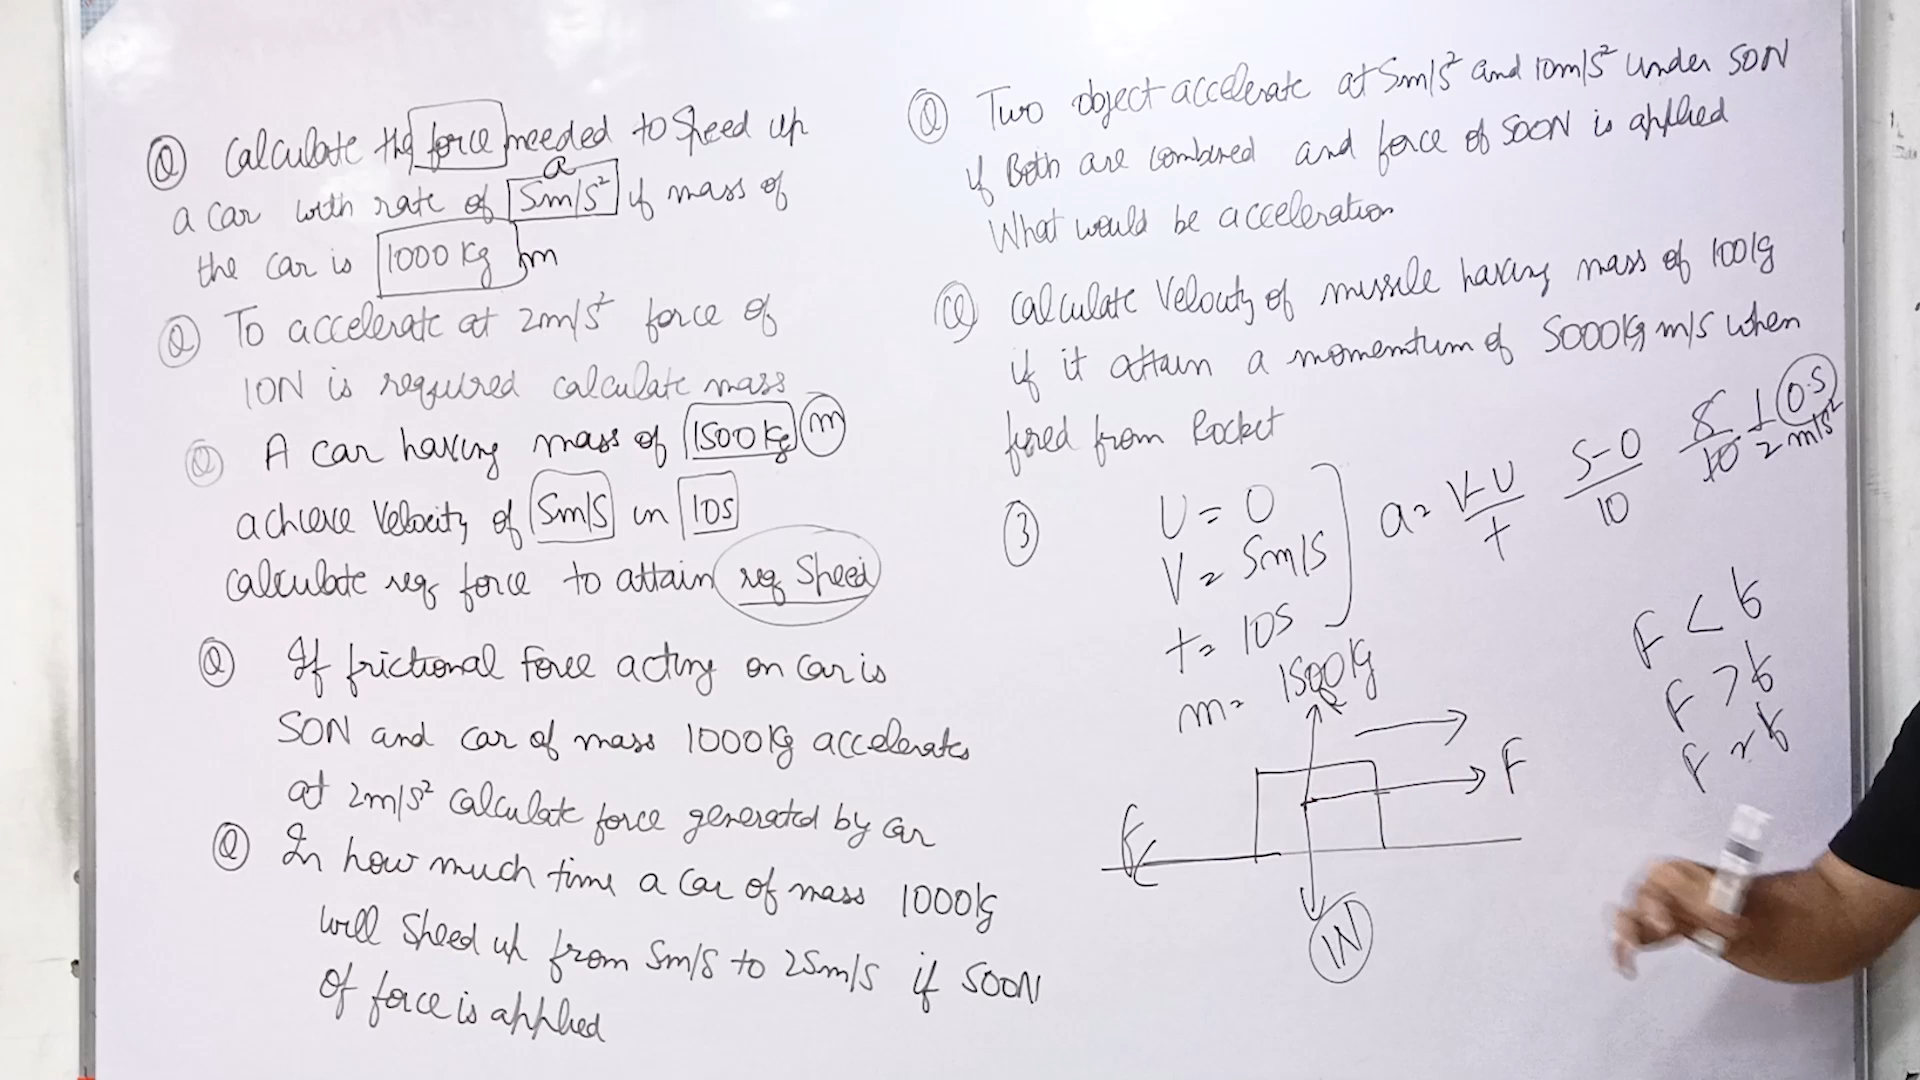 Q Calculate the force needed to speed up
a
a car with rate of 5m/s² if mass of
the car is 1000 Kg } m
Q To accelerate at 2m/s² force of
10N is required calculate mass
Q A car having mass of 1500 Kg m
achieve Velocity of 5m/s in 10s
Calculate req force to attain req speed
Q If frictional force acting on car is
50N and car of mass 1000Kg accelerates
at 2m/s² calculate force generated by car
Q In how much time a car of mass 1000Kg
will speed up from 5m/s to 25m/s if 500N
of force is applied
Q Two object accelerate at 5m/s² and 10m/s² under 50N
if Both are combined and force of 500N is applied
What would be acceleration
Q Calculate Velocity of missile having mass of 100Kg
if it attain a momemtum of 5000Kg m/s when
fired from Rocket
3
U = 0
V = 5m/s
t = 10s
m = 1500Kg
a = V-U/t 5-0/10 5/10 1/2 0.5 m/s²
R
F
W